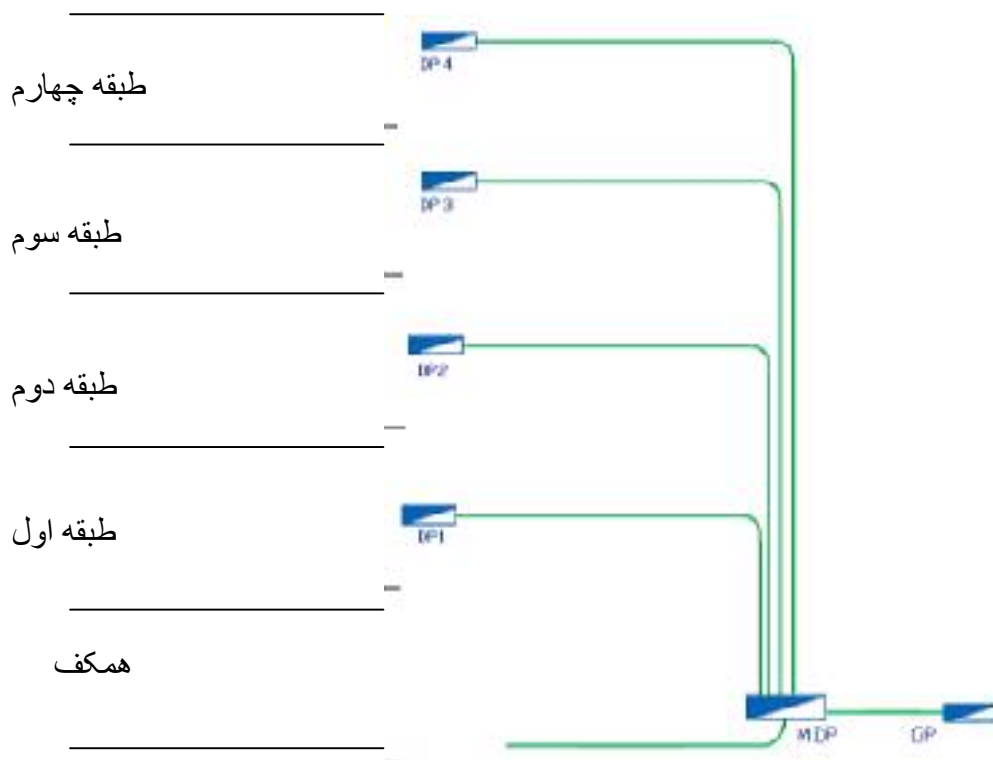 طبقه چهارم
DP 4
طبقه سوم
DP 3
طبقه دوم
DP2
طبقه اول
DP1
همکف
MDP
GP